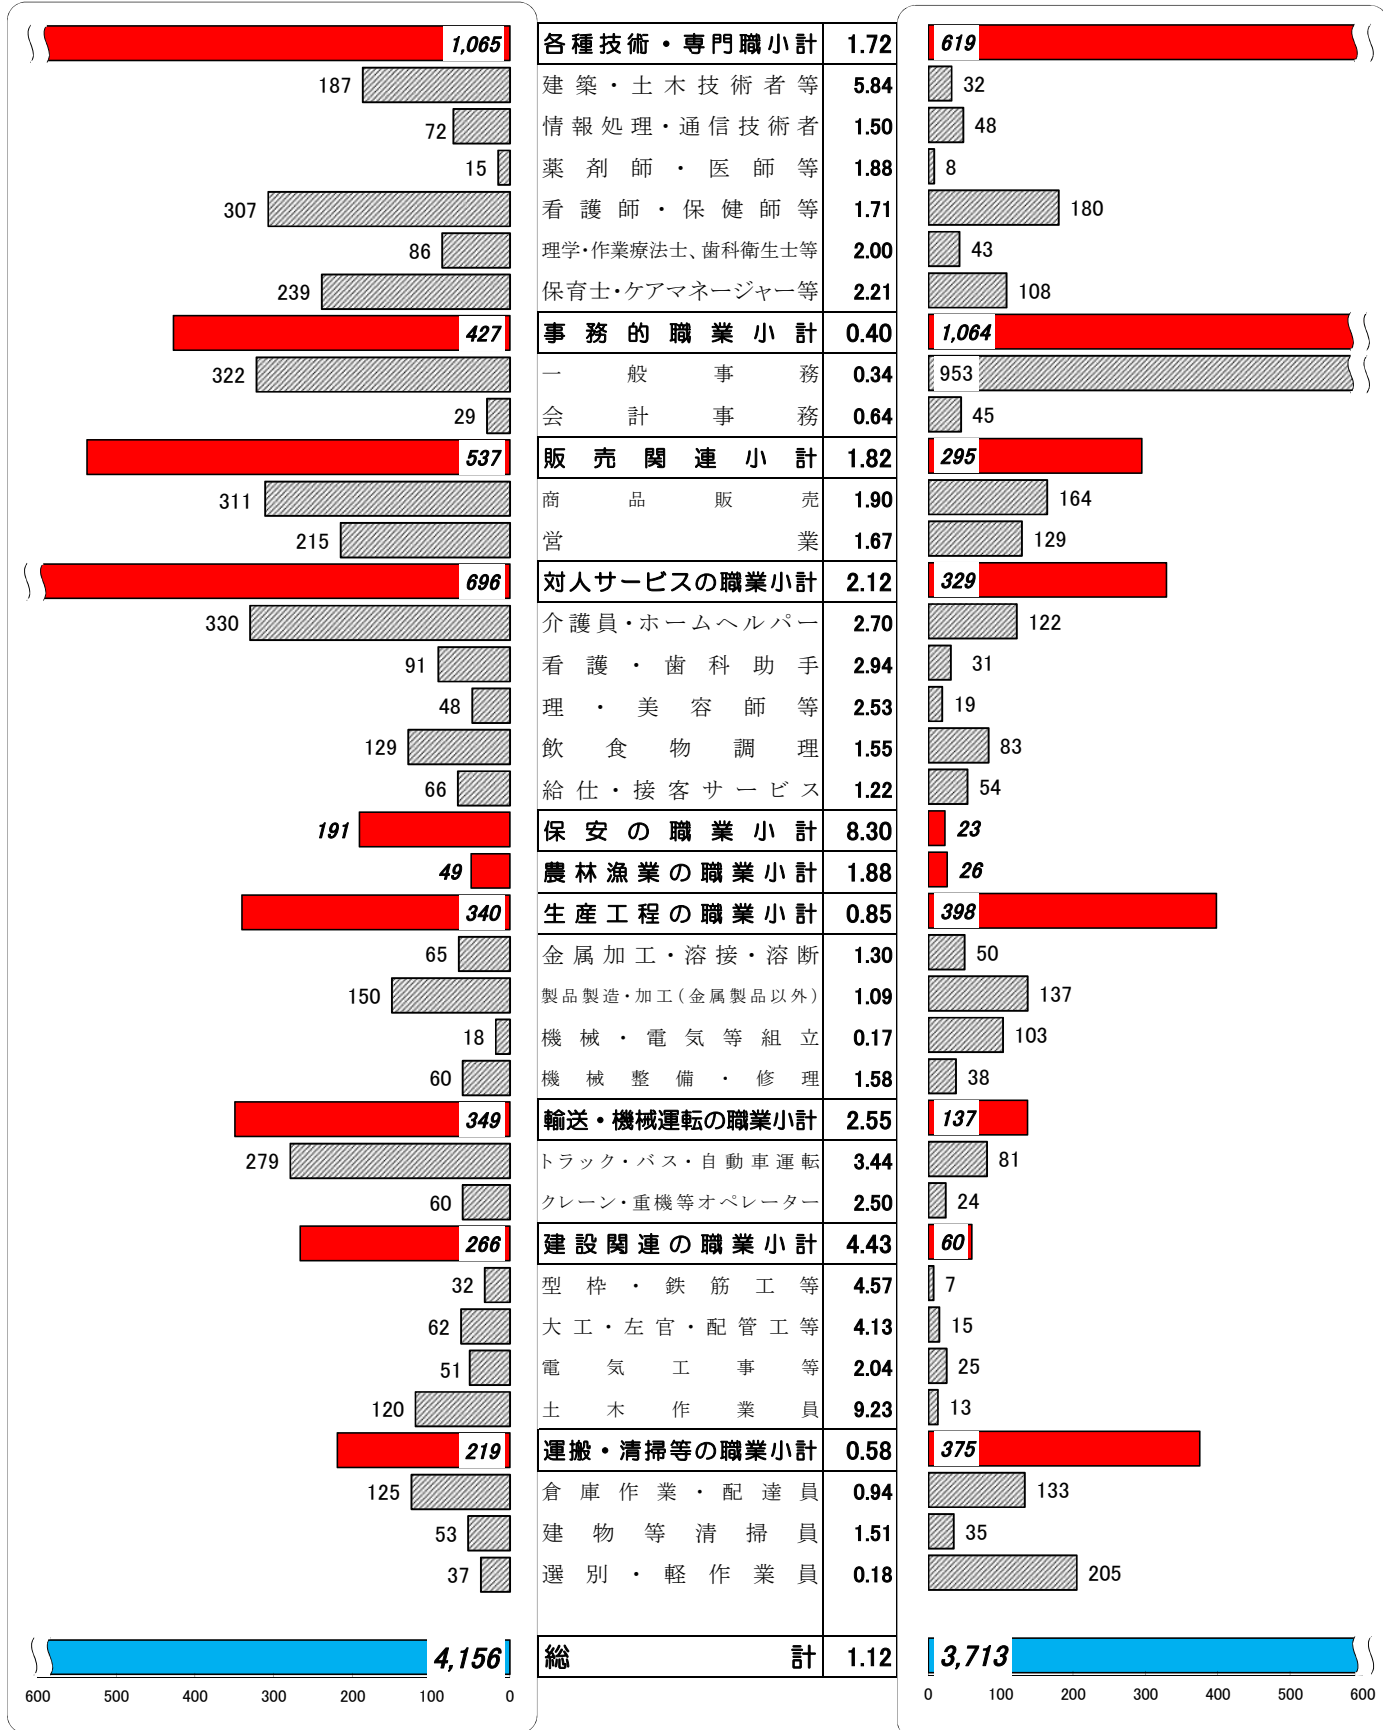 1,065 各種技術・専門職小計 1.72 619
187 建築・土木技術者等 5.84 32
72 情報処理・通信技術者 1.50 48
15 薬剤師・医師等 1.88 8
307 看護師・保健師等 1.71 180
86 理学・作業療法士、歯科衛生士等 2.00 43
239 保育士・ケアマネージャー等 2.21 108
427 事務的職業小計 0.40 1,064
322 一般事務 0.34 953
29 会計事務 0.64 45
537 販売関連小計 1.82 295
311 商品販売 1.90 164
215 営業 1.67 129
696 対人サービスの職業小計 2.12 329
330 介護員・ホームヘルパー 2.70 122
91 看護・歯科助手 2.94 31
48 理・美容師等 2.53 19
129 飲食物調理 1.55 83
66 給仕・接客サービス 1.22 54
191 保安の職業小計 8.30 23
49 農林漁業の職業小計 1.88 26
340 生産工程の職業小計 0.85 398
65 金属加工・溶接・溶断 1.30 50
150 製品製造・加工(金属製品以外) 1.09 137
18 機械・電気等組立 0.17 103
60 機械整備・修理 1.58 38
349 輸送・機械運転の職業小計 2.55 137
279 トラック・バス・自動車運転 3.44 81
60 クレーン・重機等オペレーター 2.50 24
266 建設関連の職業小計 4.43 60
32 型枠・鉄筋工等 4.57 7
62 大工・左官・配管工等 4.13 15
51 電気工事等 2.04 25
120 土木作業員 9.23 13
219 運搬・清掃等の職業小計 0.58 375
125 倉庫作業・配達員 0.94 133
53 建物等清掃員 1.51 35
37 選別・軽作業員 0.18 205
4,156 総計 1.12 3,713
600 500 400 300 200 100 0 0 100 200 300 400 500 600